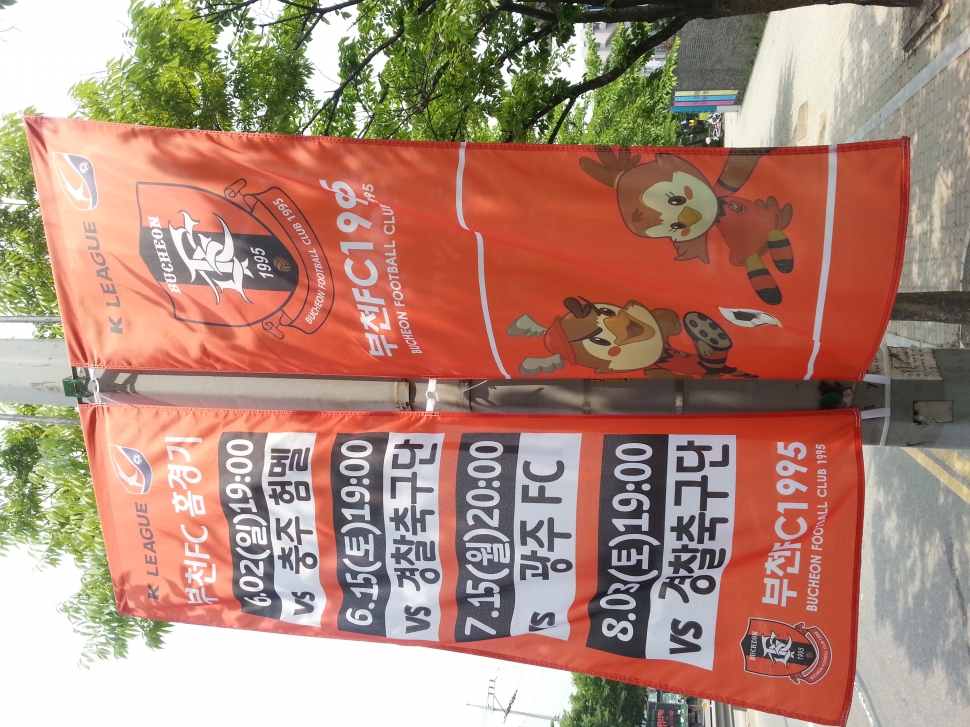 K LEAGUE
BUCHEON
1995
BUCHEON FOOTBALL CLUB 1995
부천FC1995
BUCHEON FOOTBALL CLUB 1995
K LEAGUE
부천FC 홈경기
6.02(일)19:00
vs 충주 험멜
6.15(토)19:00
vs 경찰축구단
7.15(월)20:00
vs 광주 FC
8.03(토)19:00
vs 경찰축구단
부천FC1995
BUCHEON FOOTBALL CLUB 1995
BUCHEON
1995